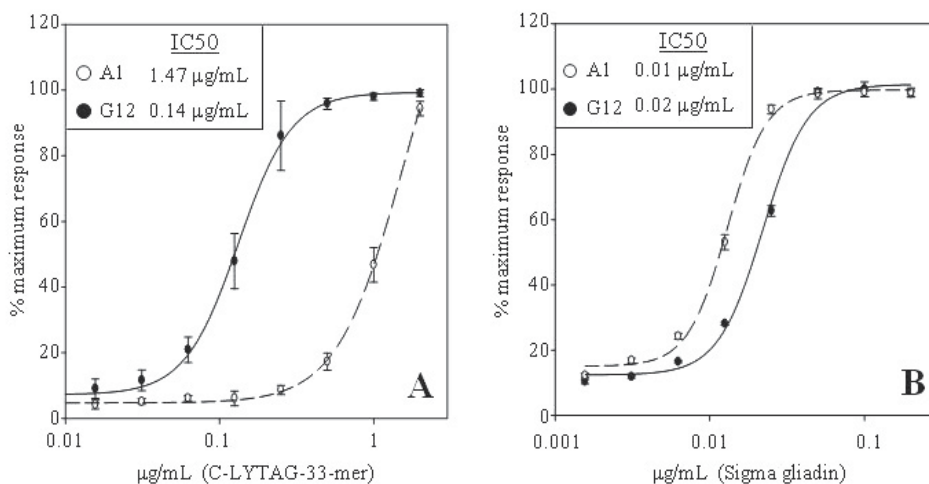 120
100
80
60
40
20
0
% maximum response
IC50
A1 1.47 µg/mL
G12 0.14 µg/mL
A
0.01 0.1 1
µg/mL (C-LYTAG-33-mer)
120
100
80
60
40
20
0
% maximum response
IC50
A1 0.01 µg/mL
G12 0.02 µg/mL
B
0.001 0.01 0.1
µg/mL (Sigma gliadin)